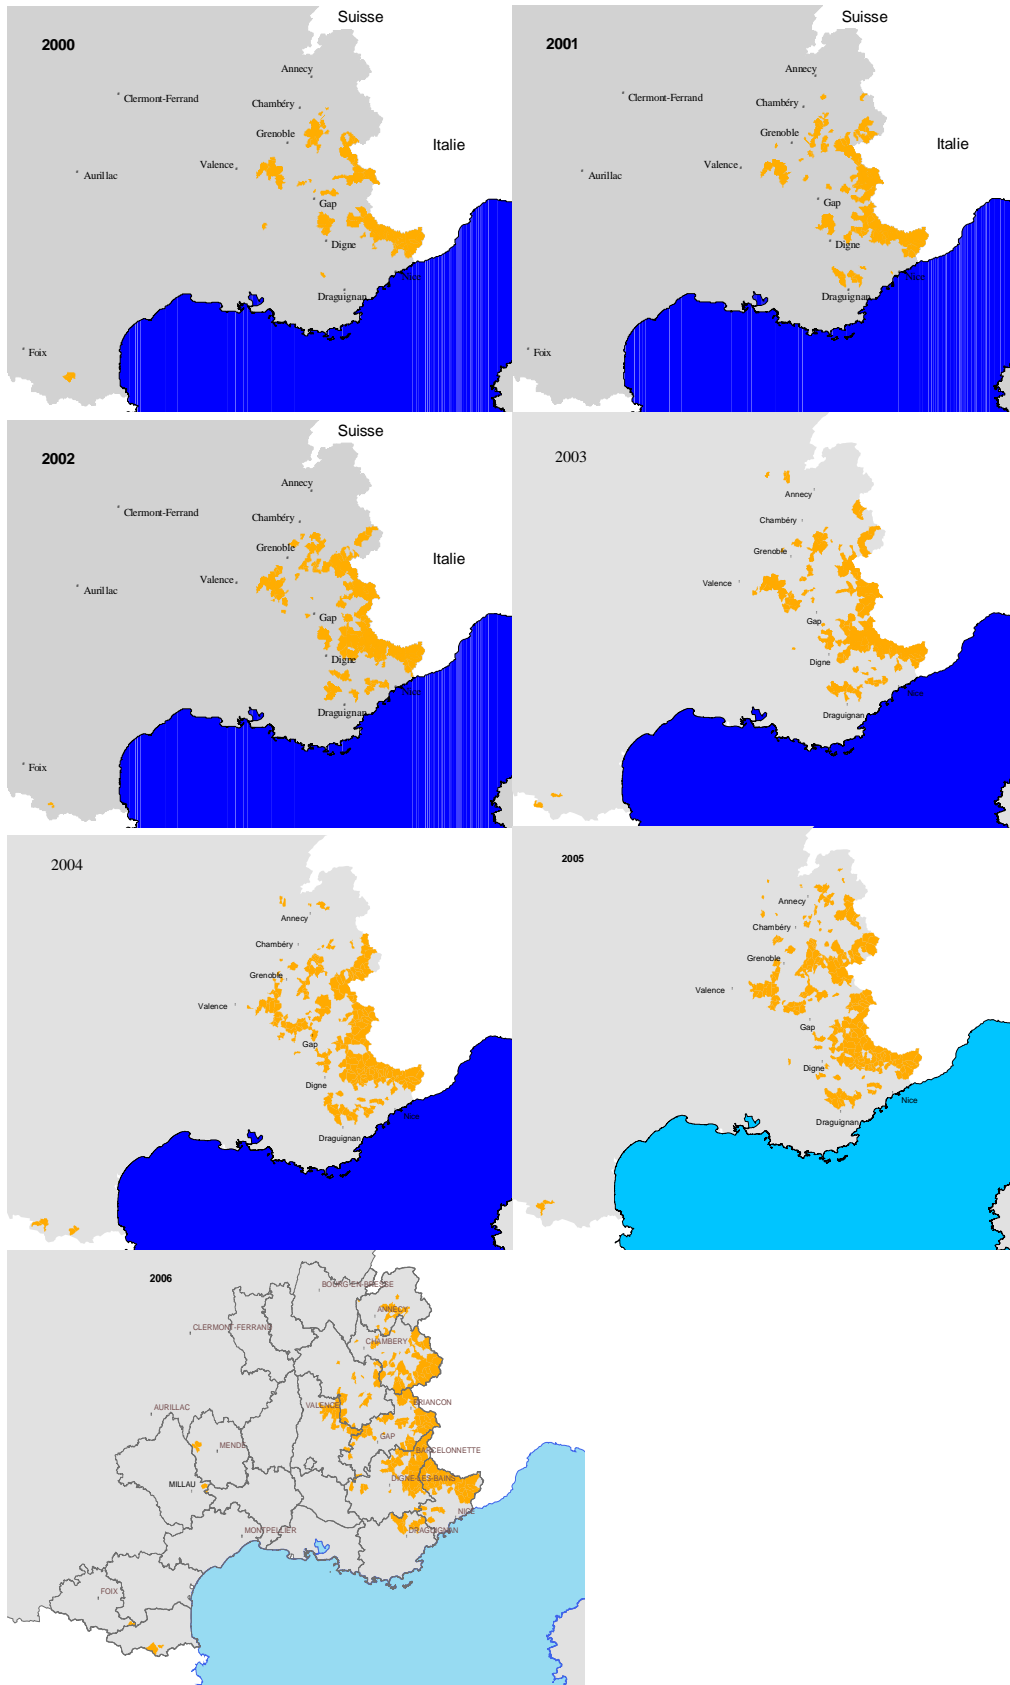 Suisse
2000
Annecy
Clermont-Ferrand
Chambéry
Grenoble
Italie
Valence
Aurillac
Gap
Digne
Nice
Draguignan
Foix
Suisse
2001
Annecy
Clermont-Ferrand
Chambéry
Grenoble
Italie
Valence
Aurillac
Gap
Digne
Nice
Draguignan
Foix
Suisse
2002
Annecy
Clermont-Ferrand
Chambéry
Grenoble
Italie
Valence
Aurillac
Gap
Digne
Nice
Draguignan
Foix
2003
Annecy
Chambéry
Grenoble
Valence
Gap
Digne
Nice
Draguignan
2004
Annecy
Chambéry
Grenoble
Valence
Gap
Digne
Nice
Draguignan
2005
Annecy
Chambéry
Grenoble
Valence
Gap
Digne
Nice
Draguignan
2006
BOURG-EN-BRESSE
ANNECY
CLERMONT-FERRAND
CHAMBERY
VALENCE
BRIANCON
AURILLAC
GAP
MENDE
BARCELONNETTE
MILLAU
DIGNE-LES-BAINS
NICE
MONTPELLIER
DRAGUIGNAN
FOIX